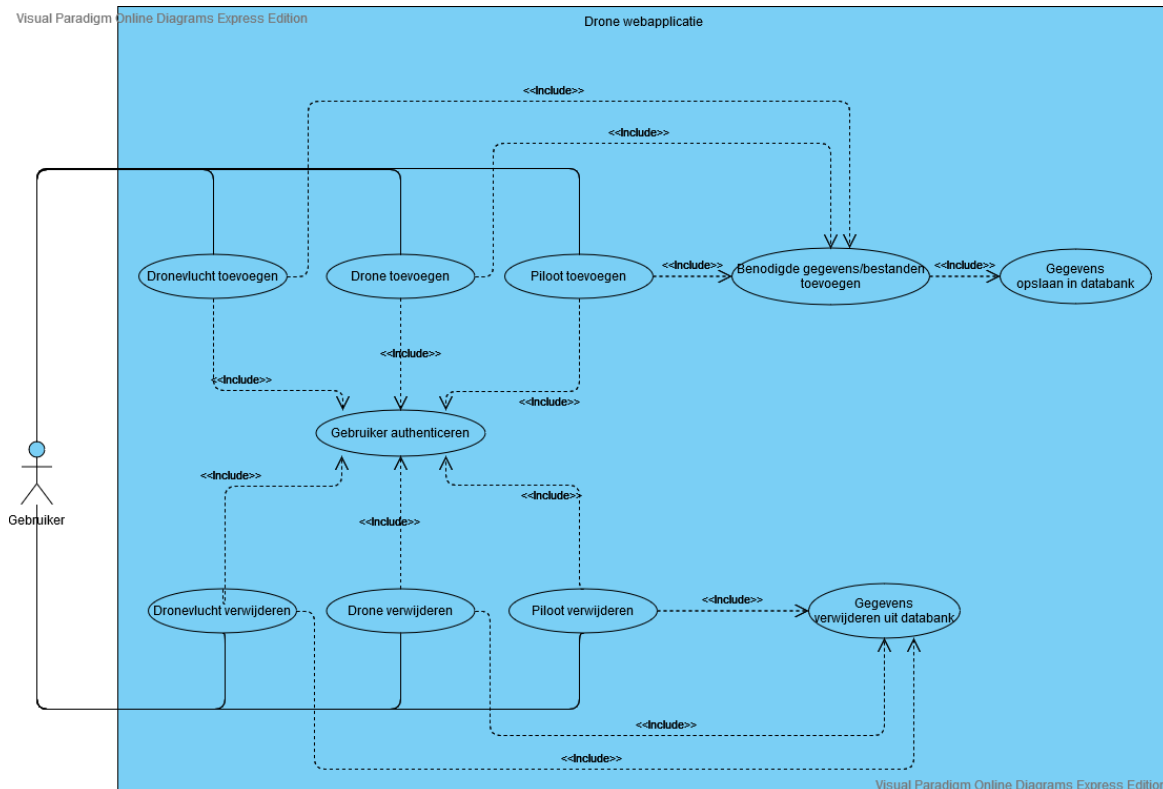 Visual Paradigm Online Diagrams Express Edition
Drone webapplicatie
<<Include>>
<<Include>>
Dronevlucht toevoegen
Drone toevoegen
Piloot toevoegen
<<Include>>
Benodigde gegevens/bestanden
toevoegen
<<Include>>
Gegevens
opslaan in databank
<<Include>>
<<Include>>
<<Include>>
Gebruiker authenticeren
<<Include>>
<<Include>>
<<Include>>
Gebruiker
Dronevlucht verwijderen
Drone verwijderen
Piloot verwijderen
<<Include>>
Gegevens
verwijderen uit databank
<<Include>>
<<Include>>
Visual Paradigm Online Diagrams Express Edition